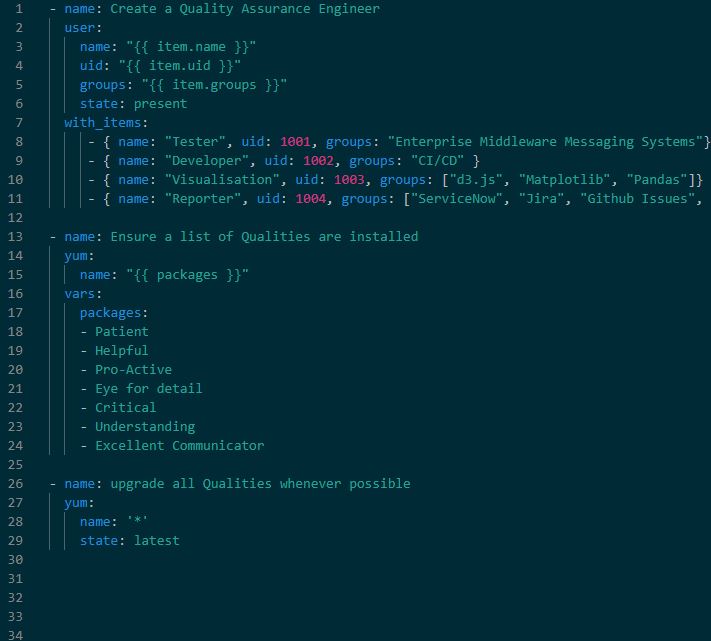 1 - name: Create a Quality Assurance Engineer
2 user:
3 name: "{{ item.name }}"
4 uid: "{{ item.uid }}"
5 groups: "{{ item.groups }}"
6 state: present
7 with_items:
8 - { name: "Tester", uid: 1001, groups: "Enterprise Middleware Messaging Systems"}
9 - { name: "Developer", uid: 1002, groups: "CI/CD" }
10 - { name: "Visualisation", uid: 1003, groups: ["d3.js", "Matplotlib", "Pandas"]}
11 - { name: "Reporter", uid: 1004, groups: ["ServiceNow", "Jira", "Github Issues",
12
13 - name: Ensure a list of Qualities are installed
14 yum:
15 name: "{{ packages }}"
16 vars:
17 packages:
18 - Patient
19 - Helpful
20 - Pro-Active
21 - Eye for detail
22 - Critical
23 - Understanding
24 - Excellent Communicator
25
26 - name: upgrade all Qualities whenever possible
27 yum:
28 name: '*'
29 state: latest
30
31
32
33
34